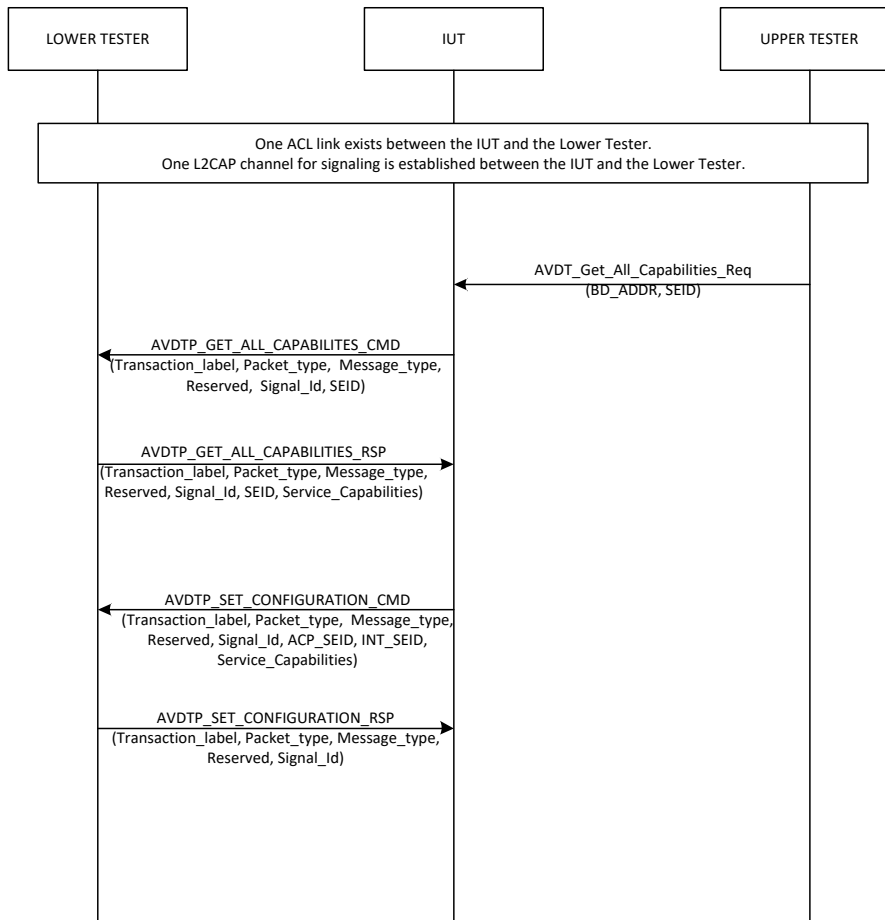 LOWER TESTER
IUT
UPPER TESTER
One ACL link exists between the IUT and the Lower Tester.
One L2CAP channel for signaling is established between the IUT and the Lower Tester.
AVDT_Get_All_Capabilities_Req
(BD_ADDR, SEID)
AVDTP_GET_ALL_CAPABILITES_CMD
(Transaction_label, Packet_type, Message_type,
Reserved, Signal_Id, SEID)
AVDTP_GET_ALL_CAPABILITIES_RSP
(Transaction_label, Packet_type, Message_type,
Reserved, Signal_Id, SEID, Service_Capabilities)
AVDTP_SET_CONFIGURATION_CMD
(Transaction_label, Packet_type, Message_type,
Reserved, Signal_Id, ACP_SEID, INT_SEID,
Service_Capabilities)
AVDTP_SET_CONFIGURATION_RSP
(Transaction_label, Packet_type, Message_type,
Reserved, Signal_Id)